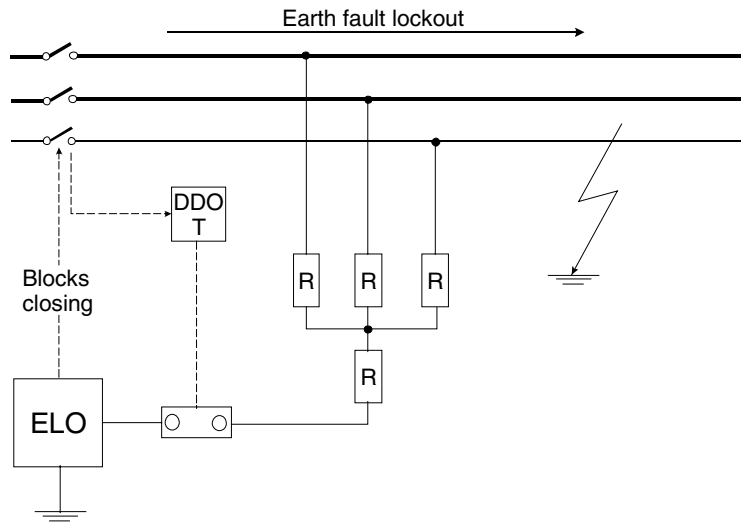 Earth fault lockout
DDO
T
R R R
Blocks
closing
R
ELO